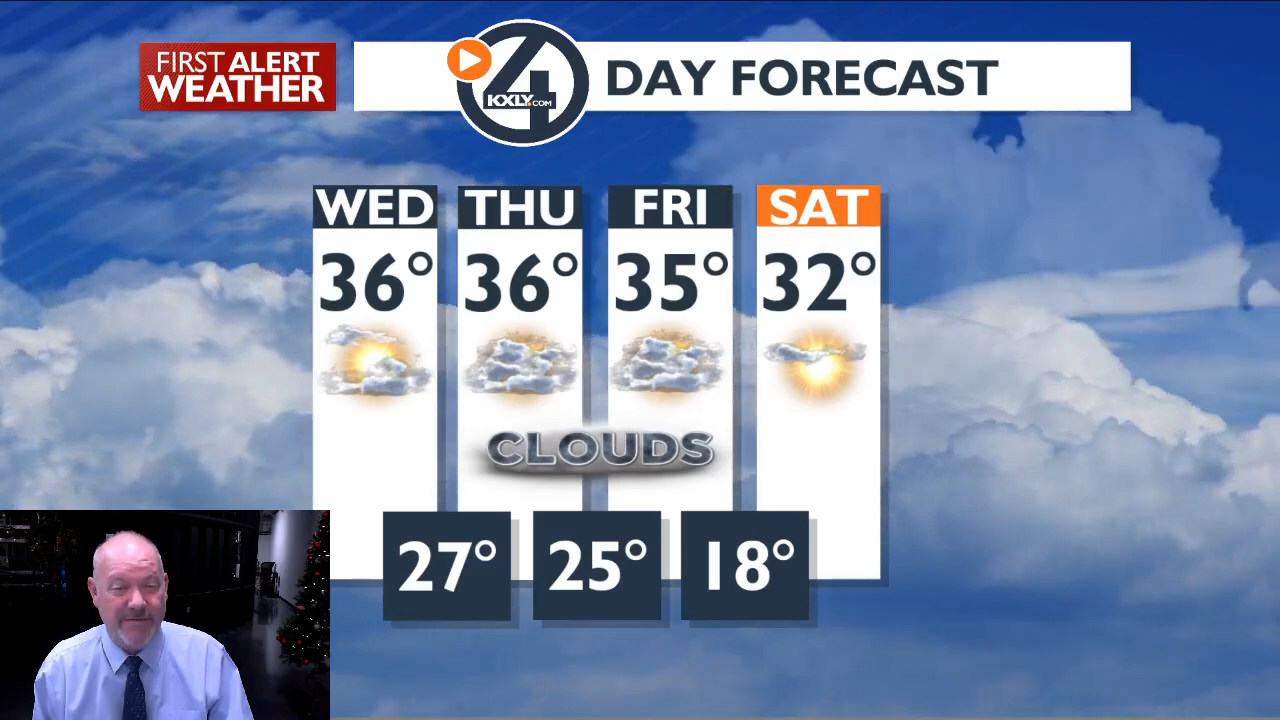 FIRST ALERT
WEATHER
4
KXLY.COM
DAY FORECAST
WED THU FRI SAT
36° 36° 35° 32°
CLOUDS
27° 25° 18°